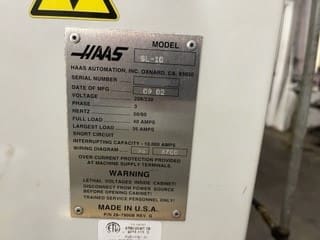 MODEL
HAAS SL-10
HAAS AUTOMATION, INC. OXNARD, CA. 93030
SERIAL NUMBER
DATE OF MFG 09 02
VOLTAGE 208/230
PHASE 3
HERTZ 50/60
FULL LOAD 40 AMPS
LARGEST LOAD 35 AMPS
SHORT CIRCUIT
INTERRUPTING CAPACITY - 10,000 AMPS
WIRING DIAGRAM
OVER CURRENT PROTECTION PROVIDED
AT MACHINE SUPPLY TERMINALS.
WARNING
LETHAL VOLTAGES INSIDE CABINET!
DISCONNECT FROM POWER SOURCE
BEFORE OPENING CABINET!
TRAINED SERVICE PERSONNEL ONLY!
MADE IN U.S.A.
P/N 29-7900B REV G